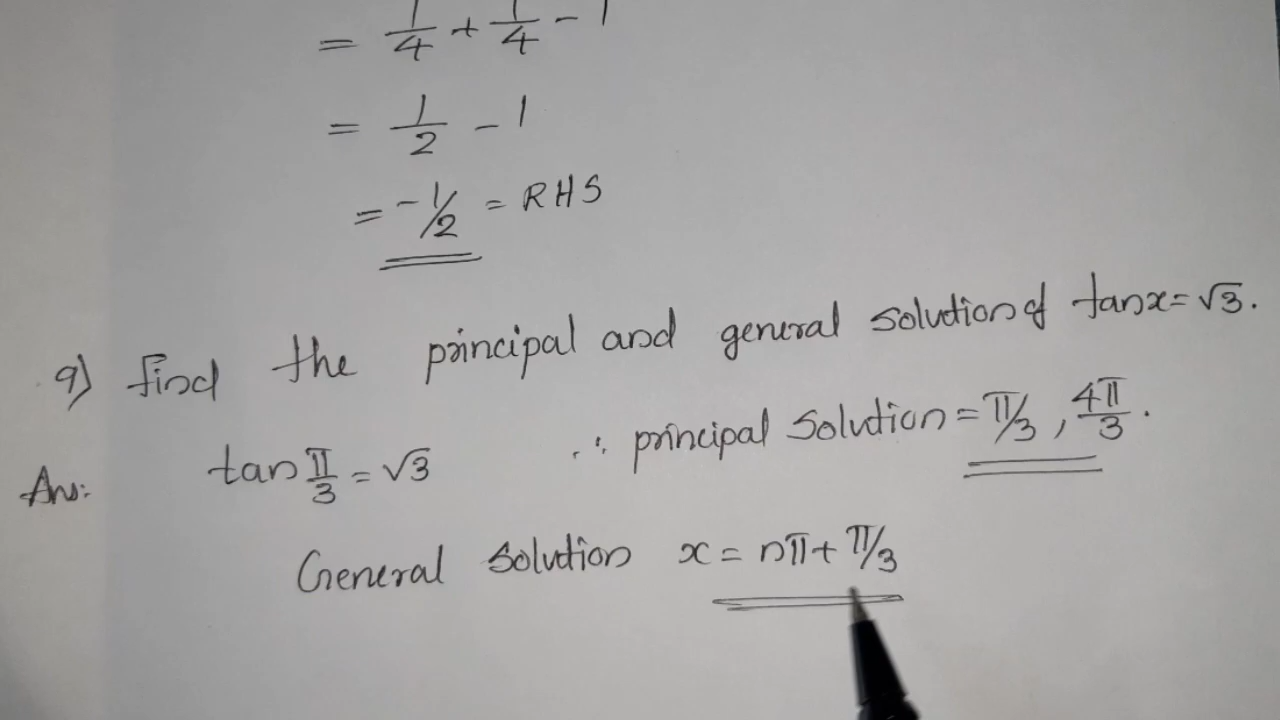 = 1/4 + 1/4 - 1
= 1/2 - 1
= -1/2 = RHS
9) Find the principal and general solution of tanx = √3.
Ans: tan π/3 = √3 ∴ principal solution = π/3, 4π/3.
General solution x = nπ + π/3